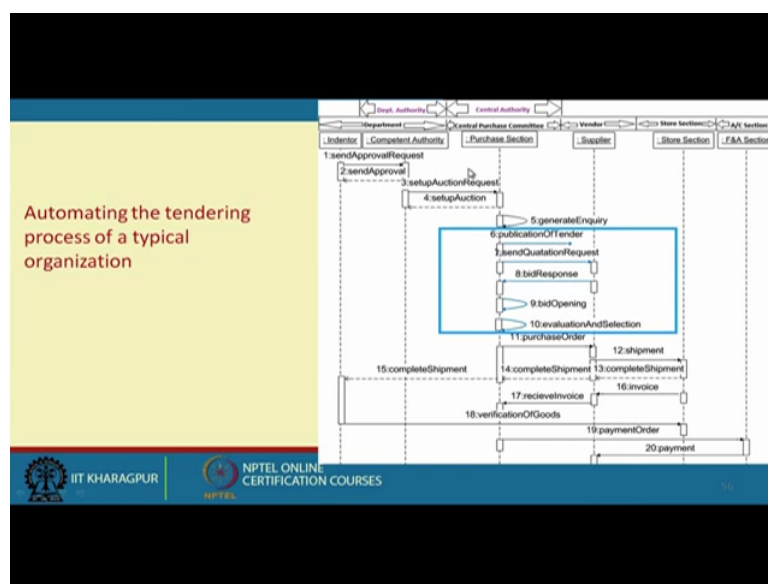 Dept. Authority Central Authority
Department Central Purchase Committee Vendor Store Section A/C Section
: Indentor : Competent Authority : Purchase Section : Supplier : Store Section : F&A Section
1:sendApprovalRequest
2:sendApproval
3:setupAuctionRequest
4:setupAuction
5:generateEnquiry
6:publicationOfTender
7:sendQuatationRequest
8:bidResponse
9:bidOpening
10:evaluationAndSelection
11:purchaseOrder
12:shipment
15:completeShipment 14:completeShipment 13:completeShipment
16:invoice
17:recieveInvoice
18:verificationOfGoods
19:paymentOrder
20:payment
Automating the tendering
process of a typical
organization
IIT KHARAGPUR
NPTEL
NPTEL ONLINE
CERTIFICATION COURSES
56